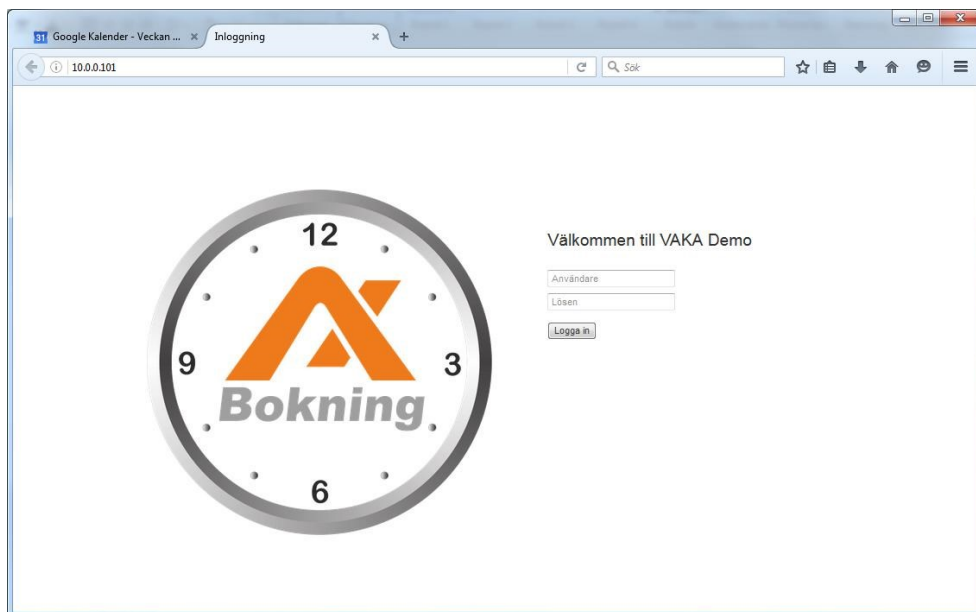 31 Google Kalender - Veckan ...
Inloggning
10.0.0.101
Sök
12
9
3
6
Bokning
Välkommen till VAKA Demo
Användare
Lösen
Logga in